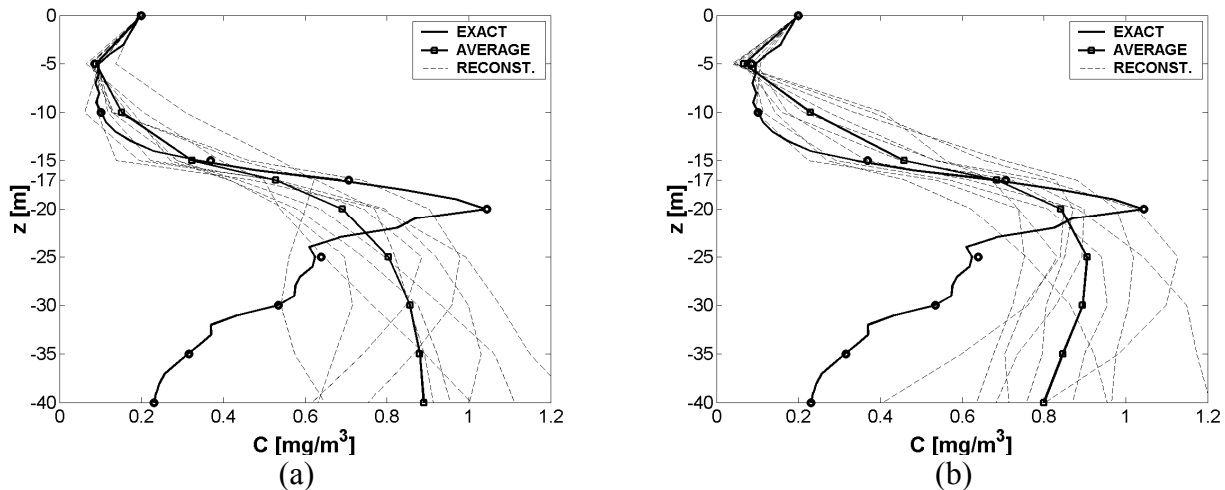 0
-5
-10
-15
-17
-20
-25
-30
-35
-40
z [m]
0 0.2 0.4 0.6 0.8 1 1.2
C [mg/m³]
EXACT
AVERAGE
RECONST.
(a)
0
-5
-10
-15
-17
-20
-25
-30
-35
-40
z [m]
0 0.2 0.4 0.6 0.8 1 1.2
C [mg/m³]
EXACT
AVERAGE
RECONST.
(b)